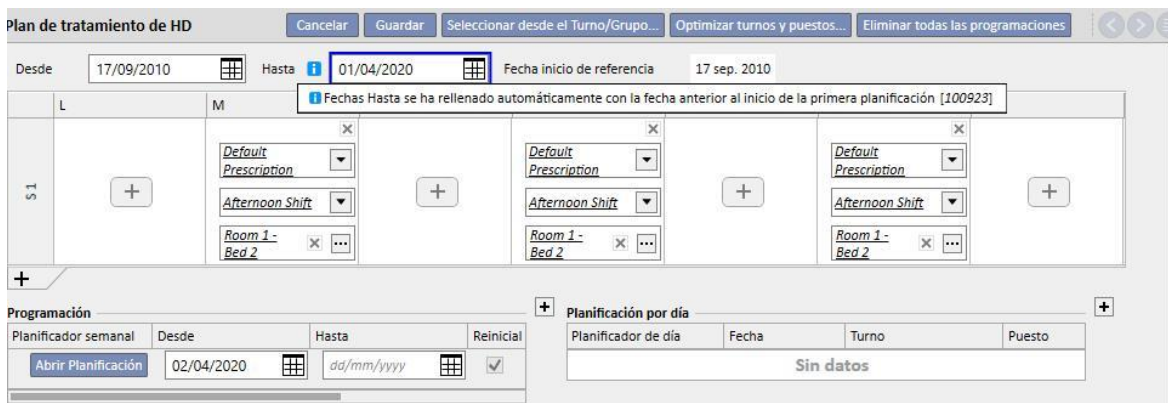 Plan de tratamiento de HD Cancelar Guardar Seleccionar desde el Turno/Grupo... Optimizar turnos y puestos... Eliminar todas las programaciones
Desde 17/09/2010 Hasta 01/04/2020 Fecha inicio de referencia 17 sep. 2010
Fechas Hasta se ha rellenado automáticamente con la fecha anterior al inicio de la primera planificación [100923]
L M
S 1
Default Prescription Default Prescription Default Prescription
Afternoon Shift Afternoon Shift Afternoon Shift
Room 1 - Bed 2 Room 1 - Bed 2 Room 1 - Bed 2
Programación
Planificador semanal Desde Hasta Reinicial
Abrir Planificación 02/04/2020 dd/mm/yyyy
Planificación por día
Planificador de día Fecha Turno Puesto
Sin datos